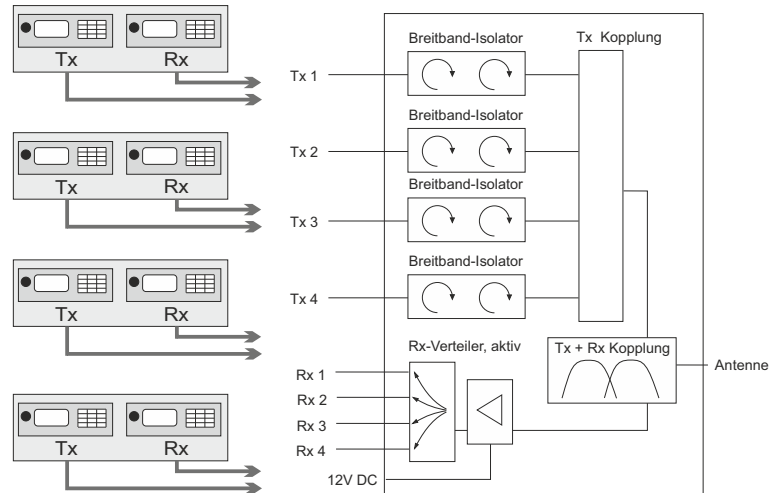 Tx Rx
Tx Rx
Tx Rx
Tx Rx
Breitband-Isolator
Tx Kopplung
Tx 1
Breitband-Isolator
Tx 2
Breitband-Isolator
Tx 3
Breitband-Isolator
Tx 4
Rx-Verteiler, aktiv
Tx + Rx Kopplung
Antenne
Rx 1
Rx 2
Rx 3
Rx 4
12V DC